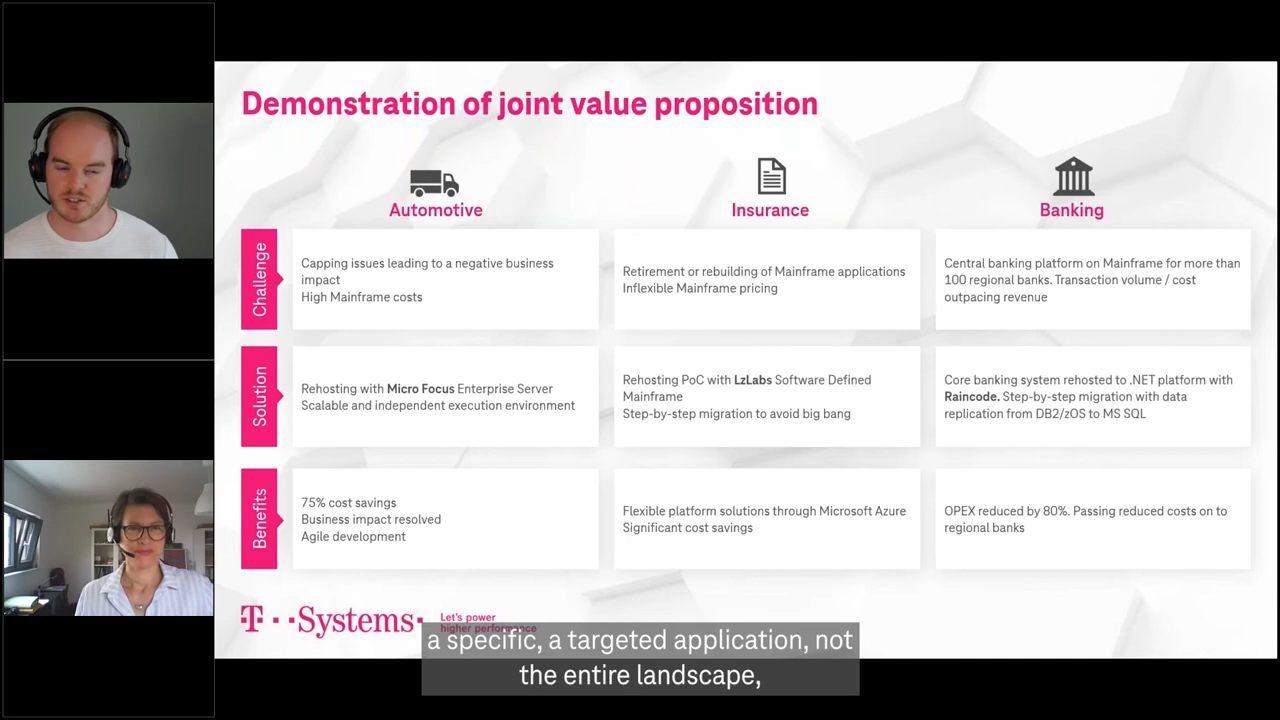 Demonstration of joint value proposition
Automotive
Insurance
Banking
Challenge
Capping issues leading to a negative business
impact
High Mainframe costs
Retirement or rebuilding of Mainframe applications
Inflexible Mainframe pricing
Central banking platform on Mainframe for more than
100 regional banks. Transaction volume / cost
outpacing revenue
Solution
Rehosting with Micro Focus Enterprise Server
Scalable and independent execution environment
Rehosting PoC with LzLabs Software Defined
Mainframe
Step-by-step migration to avoid big bang
Core banking system rehosted to .NET platform with
Raincode. Step-by-step migration with data
replication from DB2/zOS to MS SQL
Benefits
75% cost savings
Business impact resolved
Agile development
Flexible platform solutions through Microsoft Azure
Significant cost savings
OPEX reduced by 80%. Passing reduced costs on to
regional banks
T··Systems·
Let's power
higher performance
a specific, a targeted application, not
the entire landscape,